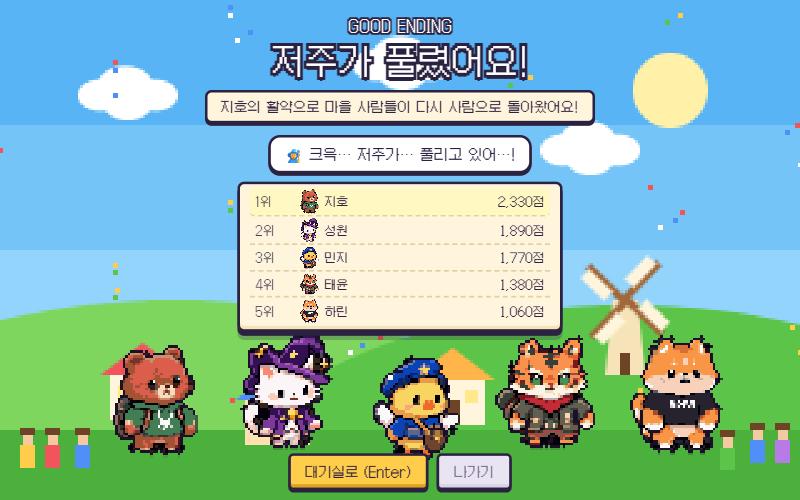 GOOD ENDING
저주가 풀렸어요!
지호의 활약으로 마을 사람들이 다시 사람으로 돌아왔어요!
크윽… 저주가… 풀리고 있어…!
1위 지호 2,330점
2위 성원 1,890점
3위 민지 1,770점
4위 태윤 1,380점
5위 하린 1,060점
대기실로 (Enter) 나가기